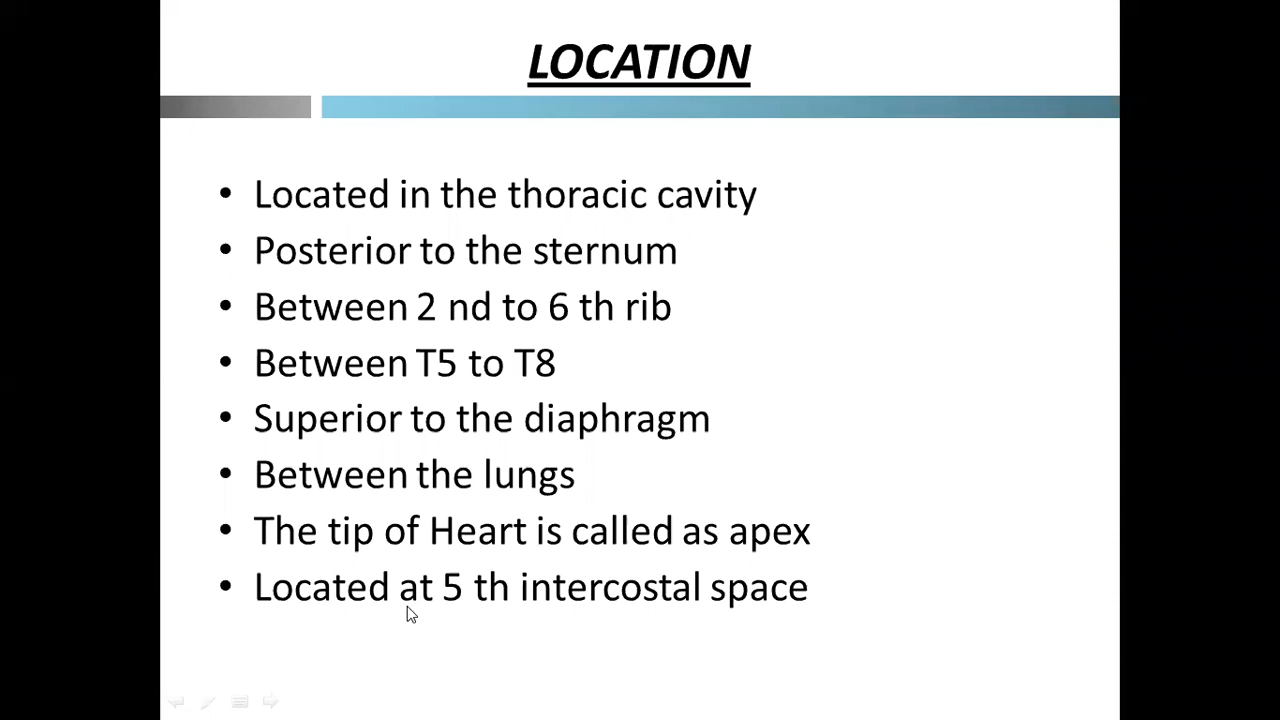 LOCATION
• Located in the thoracic cavity
• Posterior to the sternum
• Between 2 nd to 6 th rib
• Between T5 to T8
• Superior to the diaphragm
• Between the lungs
• The tip of Heart is called as apex
• Located at 5 th intercostal space